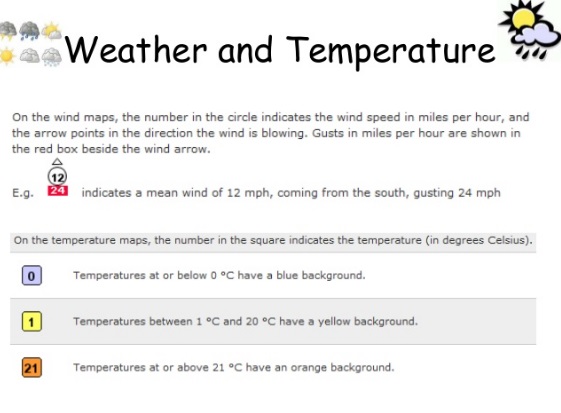 Weather and Temperature
On the wind maps, the number in the circle indicates the wind speed in miles per hour, and
the arrow points in the direction the wind is blowing. Gusts in miles per hour are shown in
the red box beside the wind arrow.
12
E.g. 24 indicates a mean wind of 12 mph, coming from the south, gusting 24 mph
On the temperature maps, the number in the square indicates the temperature (in degrees Celsius).
0 Temperatures at or below 0 °C have a blue background.
1 Temperatures between 1 °C and 20 °C have a yellow background.
21 Temperatures at or above 21 °C have an orange background.